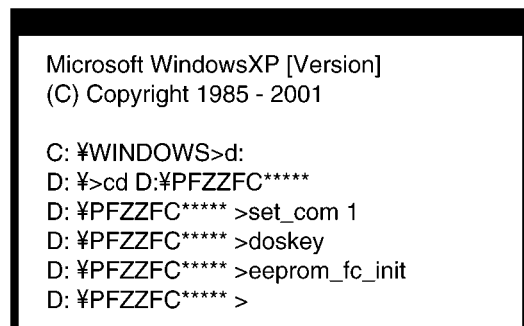 Microsoft WindowsXP [Version]
(C) Copyright 1985 - 2001
C: ¥WINDOWS>d:
D: ¥>cd D:¥PFZZFC*****
D: ¥PFZZFC***** >set_com 1
D: ¥PFZZFC***** >doskey
D: ¥PFZZFC***** >eeprom_fc_init
D: ¥PFZZFC***** >